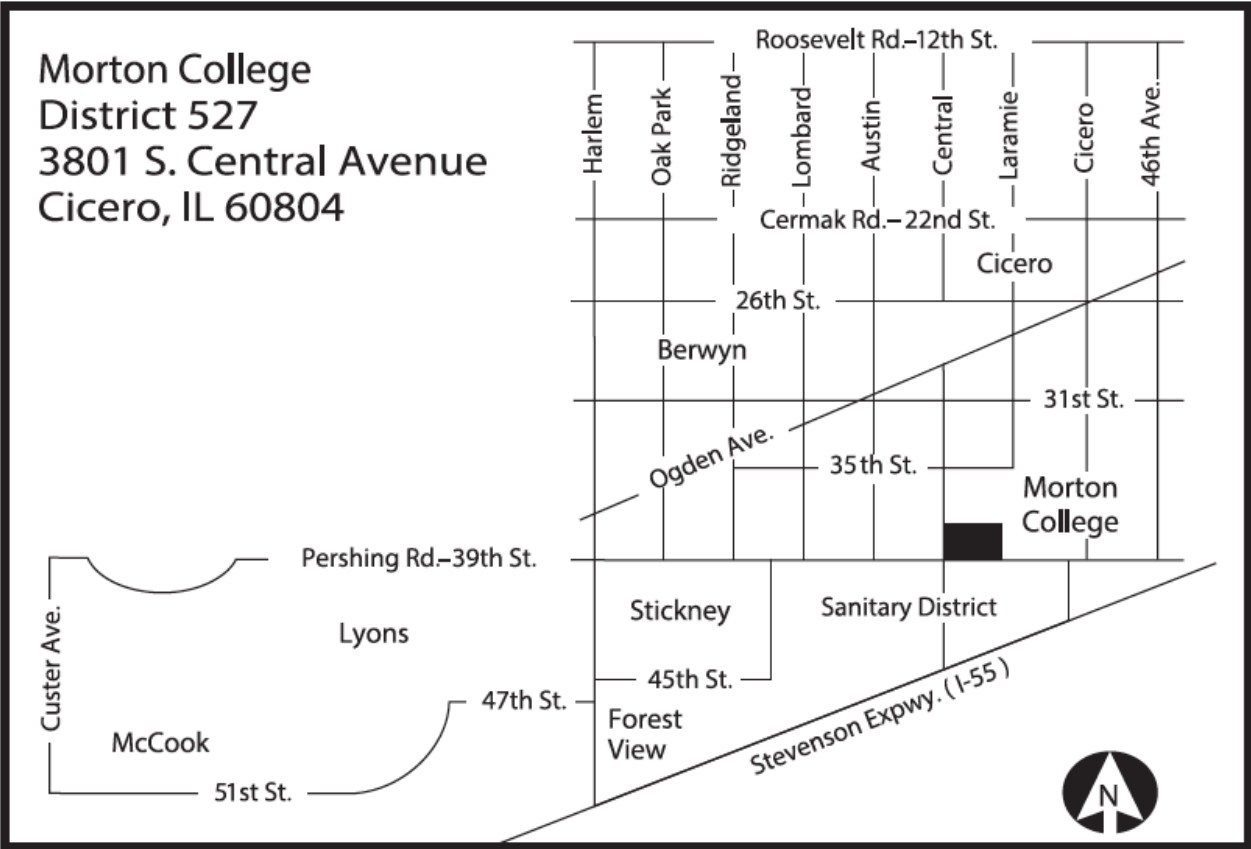 Morton College
District 527
3801 S. Central Avenue
Cicero, IL 60804
Roosevelt Rd.–12th St.
Harlem
Oak Park
Ridgeland
Lombard
Austin
Central
Laramie
Cicero
46th Ave.
Cermak Rd.–22nd St.
Cicero
26th St.
Berwyn
31st St.
Ogden Ave.
35th St.
Morton
College
Pershing Rd.–39th St.
Custer Ave.
Lyons
Stickney
Sanitary District
45th St.
47th St.
Forest
View
McCook
Stevenson Expwy. ( I-55 )
51st St.
N